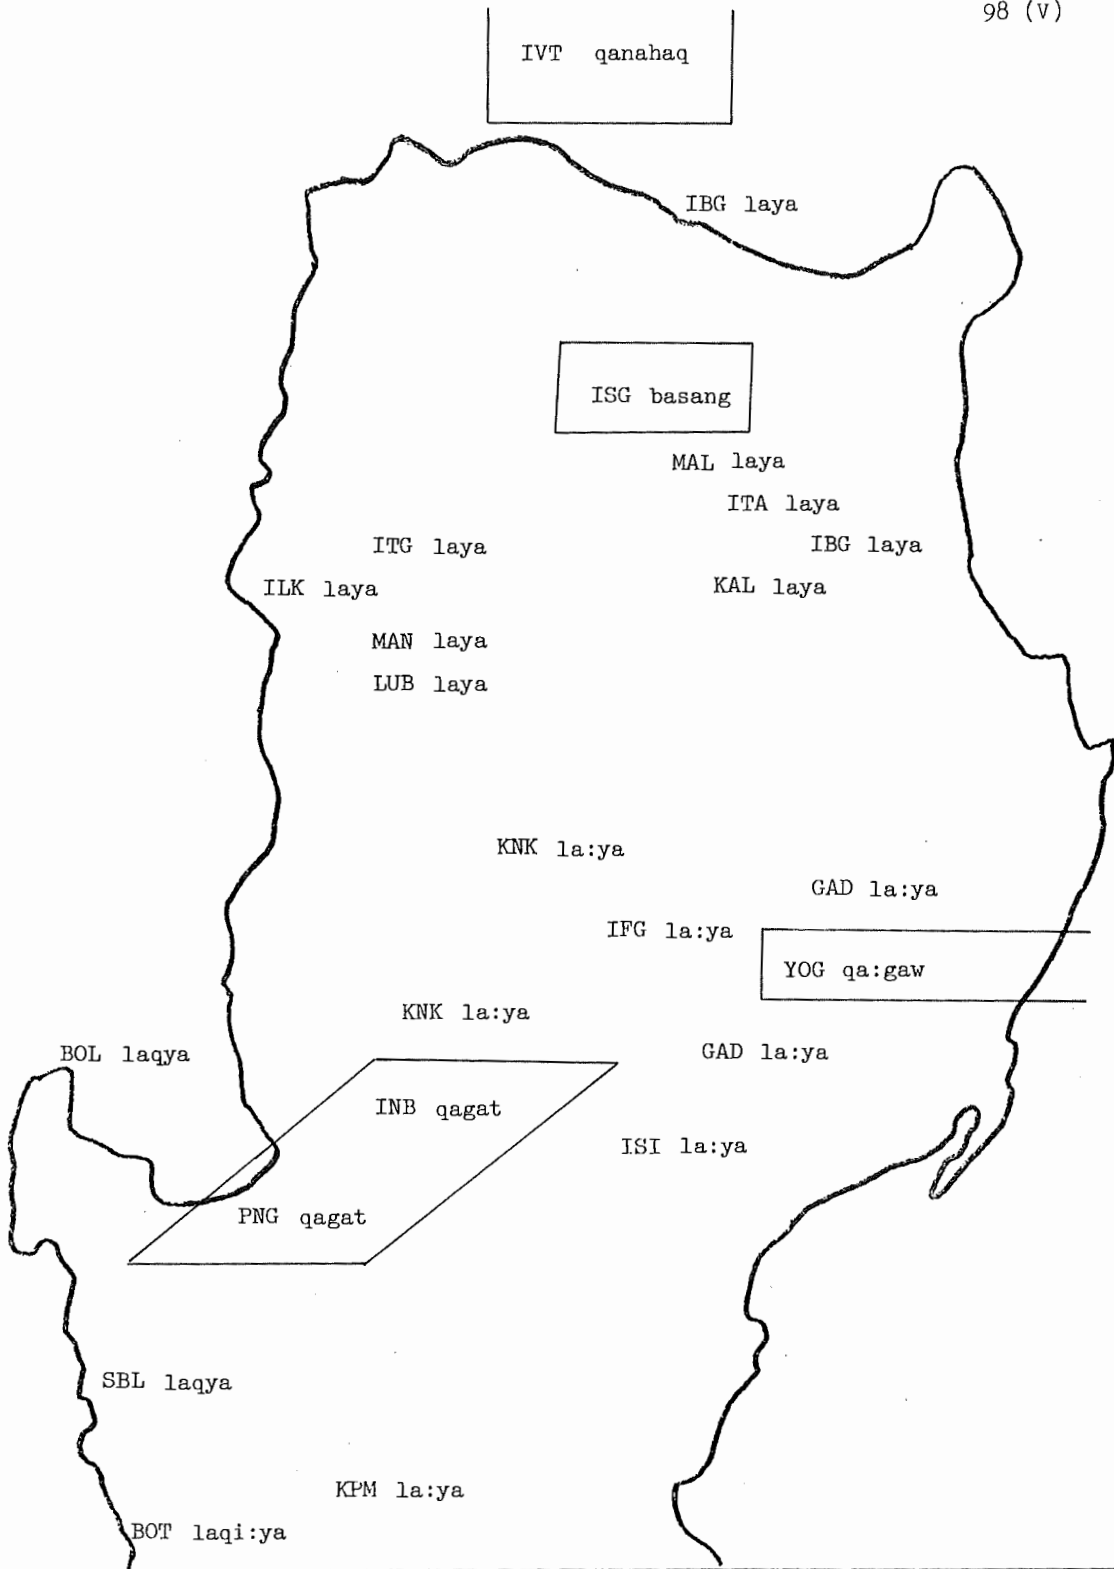 98 (V)
IVT qanahaq
IBG laya
ISG basang
MAL laya
ITA laya
ITG laya
IBG laya
ILK laya
KAL laya
MAN laya
LUB laya
KNK la:ya
GAD la:ya
IFG la:ya
YOG qa:gaw
KNK la:ya
BOL laqya
GAD la:ya
INB qagat
ISI la:ya
PNG qagat
SBL laqya
KPM la:ya
BOT laqi:ya